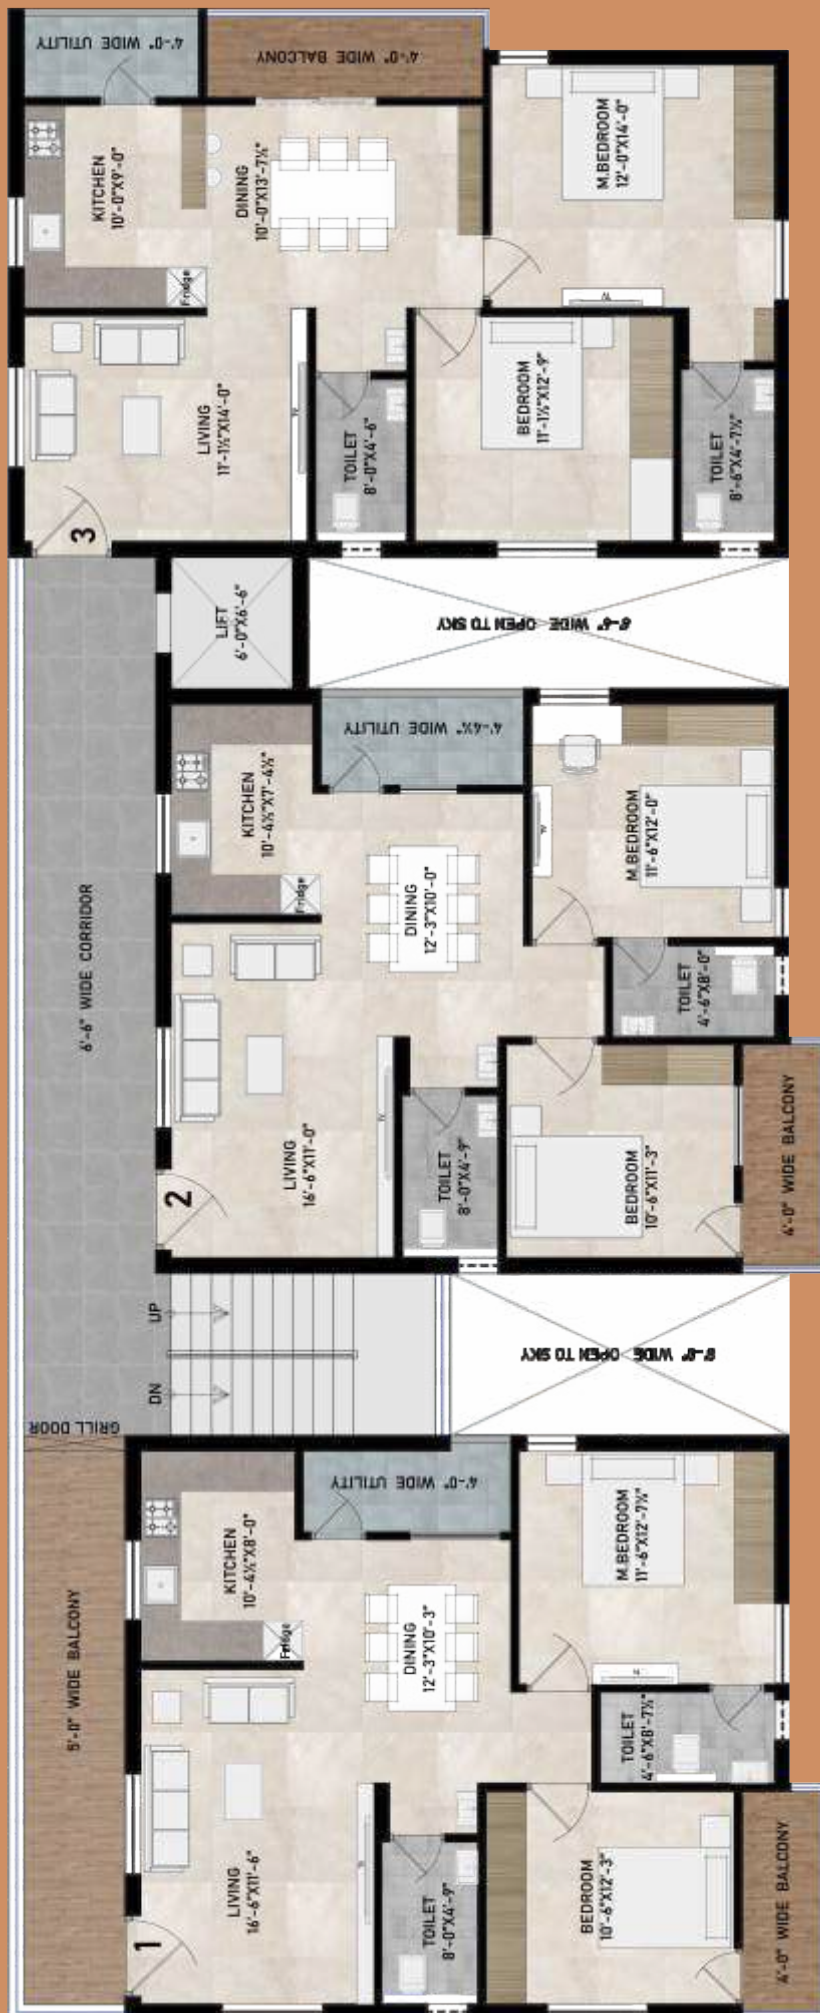 4'-0" WIDE UTILITY
4'-0" WIDE BALCONY
KITCHEN
10'-0"X9'-0"
DINING
10'-0"X13'-7½"
M.BEDROOM
12'-0"X14'-0"
Fridge
TV
LIVING
11'-1½"X14'-0"
TV
TOILET
8'-0"X4'-6"
BEDROOM
11'-1½"X12'-9"
TOILET
8'-6"X4'-7½"
3
LIFT
6'-0"X6'-6"
6'-6" WIDE OPEN TO SKY
6'-6" WIDE CORRIDOR
KITCHEN
10'-4½"X7'-4½"
4'-4½" WIDE UTILITY
Fridge
DINING
12'-3"X10'-0"
M.BEDROOM
11'-6"X12'-0"
TV
TOILET
4'-6"X8'-0"
LIVING
16'-6"X11'-0"
TV
2
TOILET
8'-0"X4'-9"
BEDROOM
10'-6"X11'-3"
4'-0" WIDE BALCONY
UP
DN
WIDE OPEN TO SKY
GRILL DOOR
5'-0" WIDE BALCONY
KITCHEN
10'-4½"X8'-0"
4'-0" WIDE UTILITY
Fridge
DINING
12'-3"X10'-3"
M.BEDROOM
11'-6"X12'-7½"
TOILET
4'-6"X8'-7½"
LIVING
16'-6"X11'-6"
1
TOILET
8'-0"X4'-9"
BEDROOM
10'-6"X12'-3"
4'-0" WIDE BALCONY